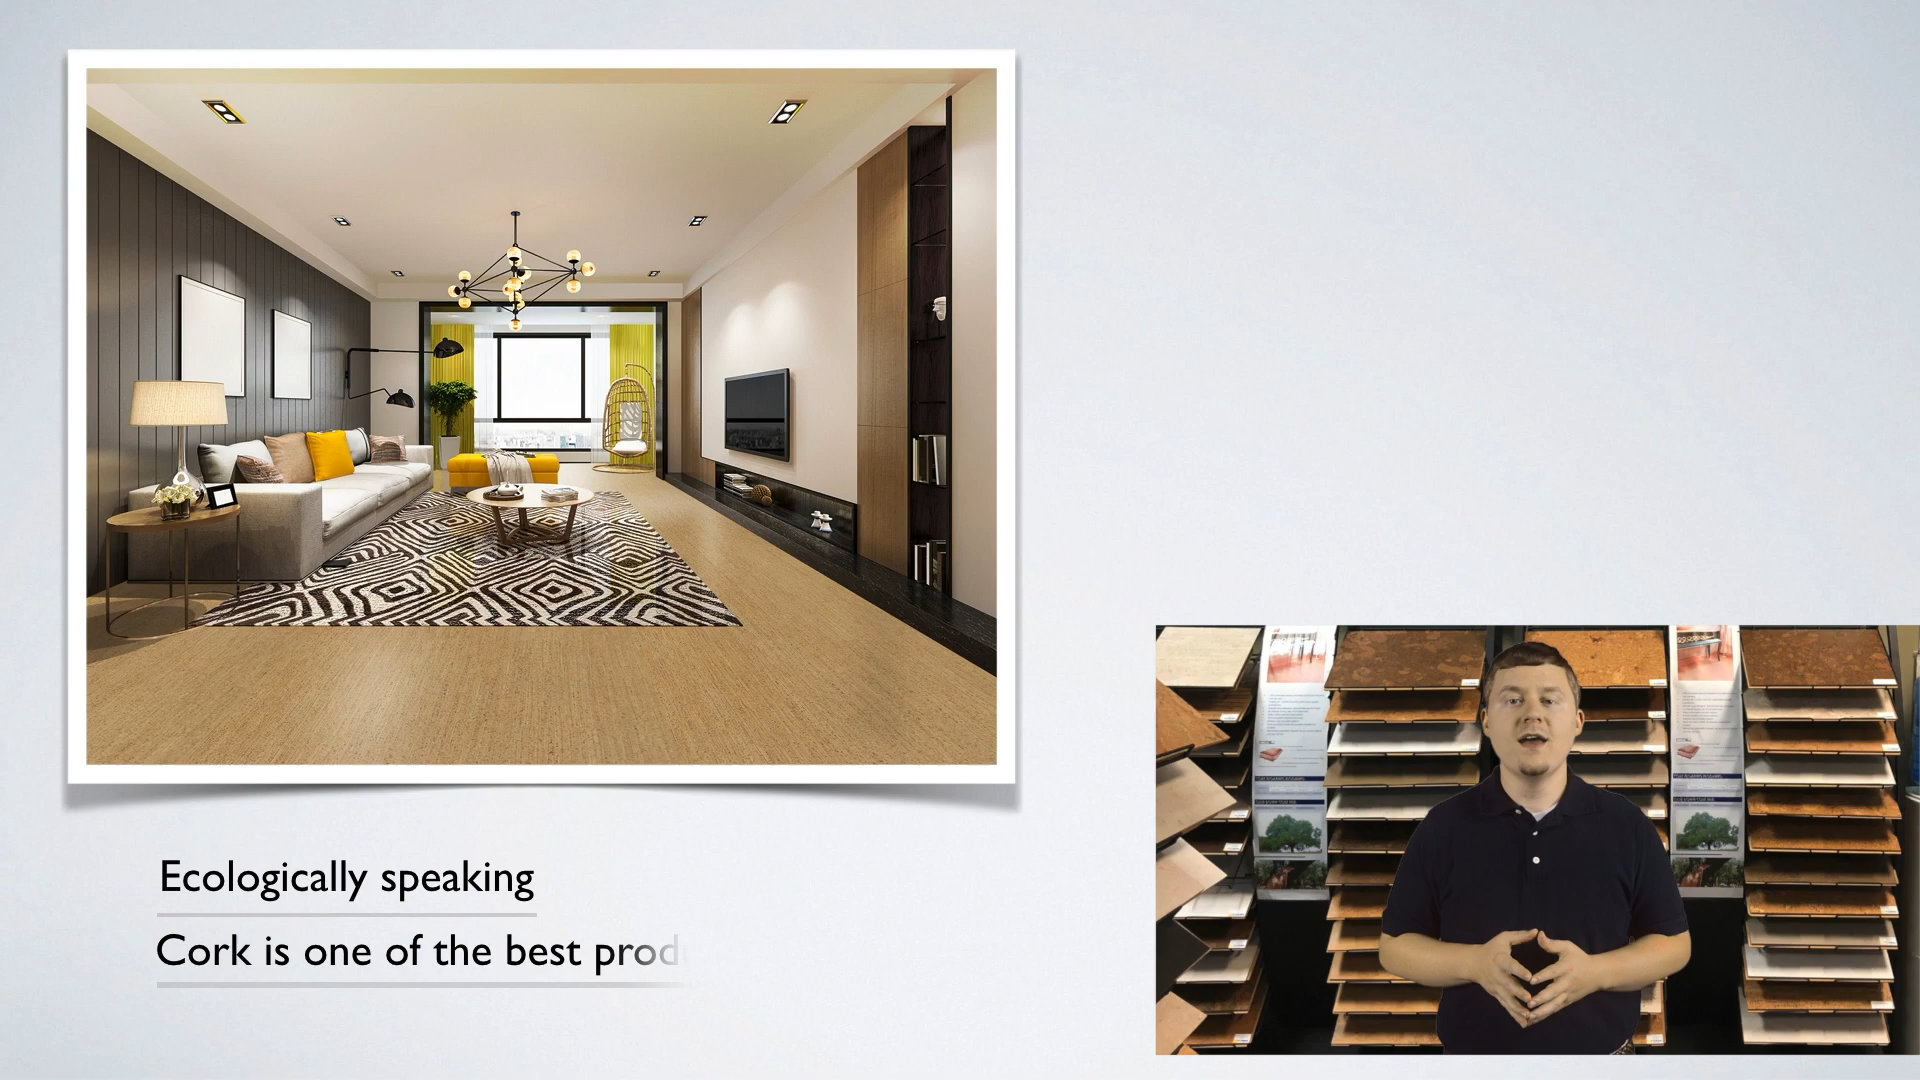 Ecologically speaking
Cork is one of the best prod